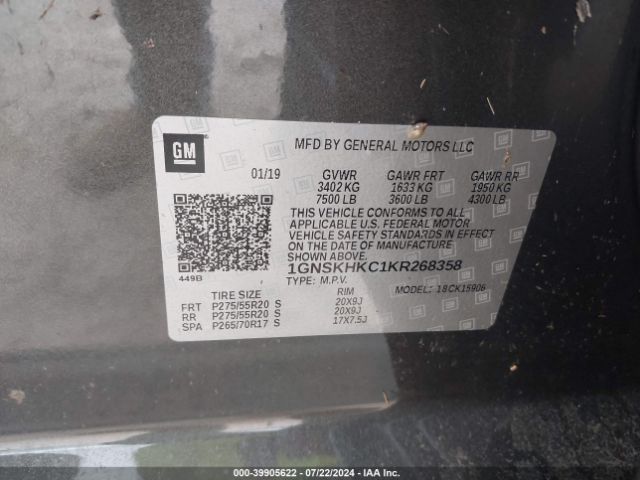 GM
MFD BY GENERAL MOTORS LLC
01/19 GVWR GAWR FRT GAWR RR
3402 KG 1633 KG 1950 KG
7500 LB 3600 LB 4300 LB
THIS VEHICLE CONFORMS TO ALL
APPLICABLE U.S. FEDERAL MOTOR
VEHICLE SAFETY STANDARDS IN EFFECT
ON THE DATE OF MANUFACTURE
SHOWN ABOVE.
449B
1GNSKHKC1KR268358
TYPE: M.P.V. MODEL: 18CK15906
TIRE SIZE RIM
FRT P275/55R20 S 20X9J
RR P275/55R20 S 20X9J
SPA P265/70R17 S 17X7.5J
000-39905622 - 07/22/2024 - IAA Inc.